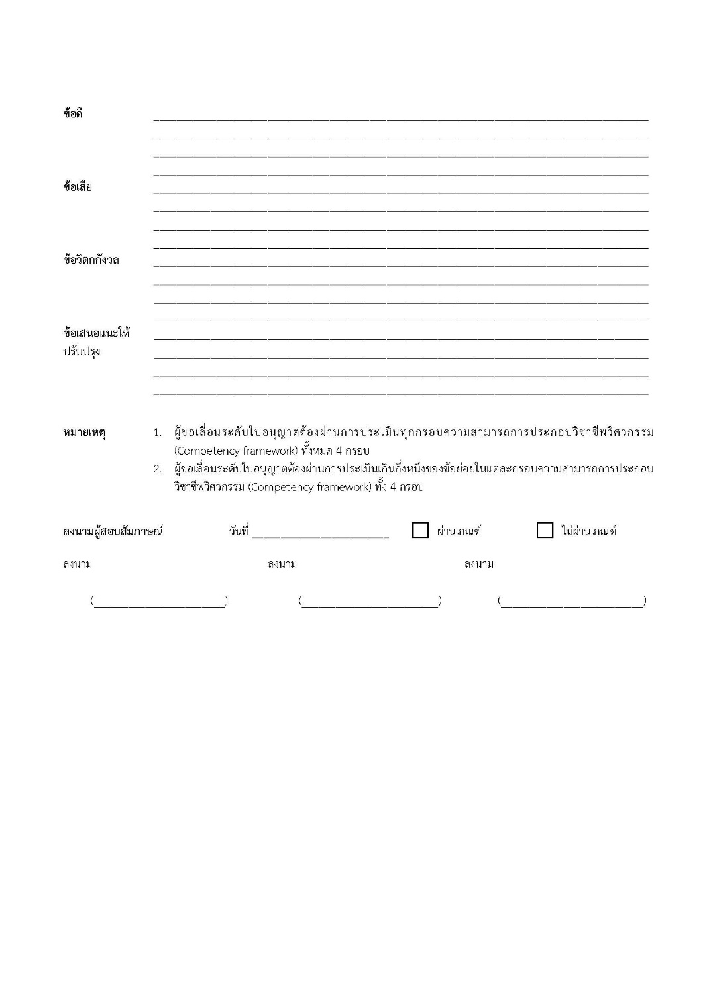 ข้อดี
ข้อเสีย
ข้อวิตกกังวล
ข้อเสนอแนะให้
ปรับปรุง
หมายเหตุ 1. ผู้ขอเลื่อนระดับใบอนุญาตต้องผ่านการประเมินทุกกรอบความสามารถการประกอบวิชาชีพวิศวกรรม
(Competency framework) ทั้งหมด 4 กรอบ
2. ผู้ขอเลื่อนระดับใบอนุญาตต้องผ่านการประเมินเกินกึ่งหนึ่งของข้อย่อยในแต่ละกรอบความสามารถการประกอบ
วิชาชีพวิศวกรรม (Competency framework) ทั้ง 4 กรอบ
ลงนามผู้สอบสัมภาษณ์ วันที่ ____________________ ผ่านเกณฑ์ ไม่ผ่านเกณฑ์
ลงนาม ลงนาม ลงนาม
(____________________) (____________________) (____________________)